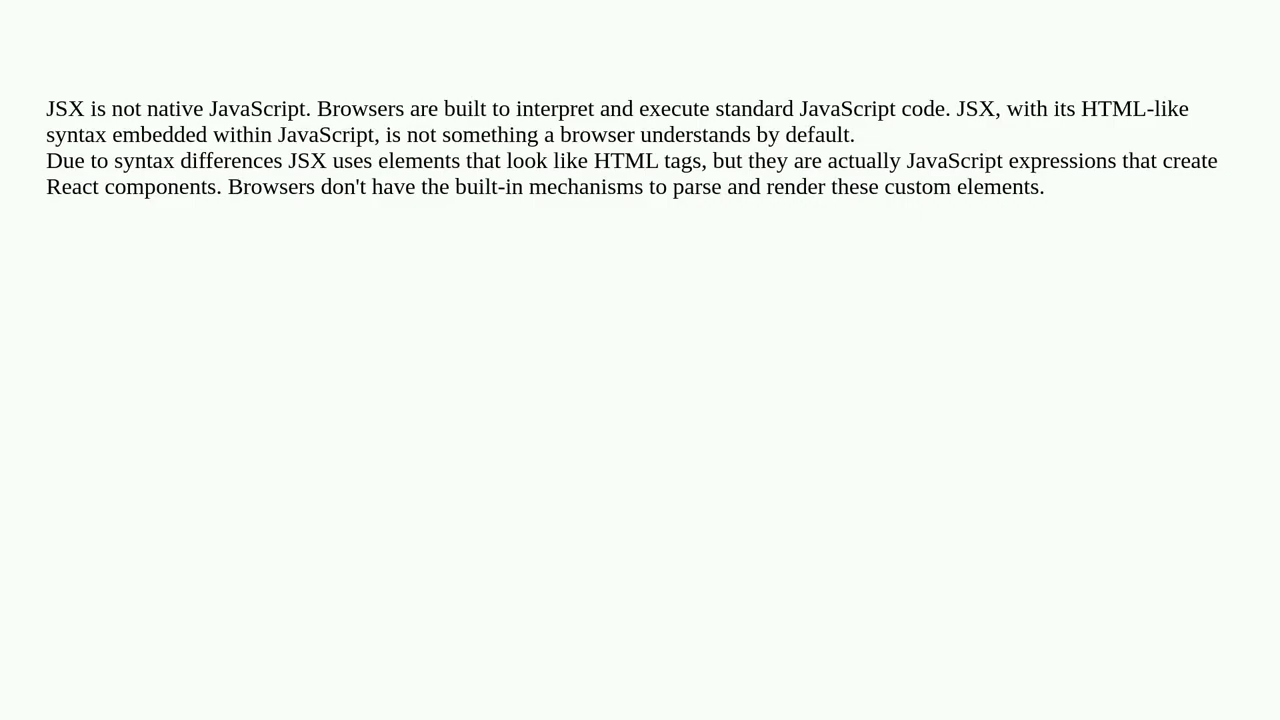 JSX is not native JavaScript. Browsers are built to interpret and execute standard JavaScript code. JSX, with its HTML-like
syntax embedded within JavaScript, is not something a browser understands by default.
Due to syntax differences JSX uses elements that look like HTML tags, but they are actually JavaScript expressions that create
React components. Browsers don't have the built-in mechanisms to parse and render these custom elements.